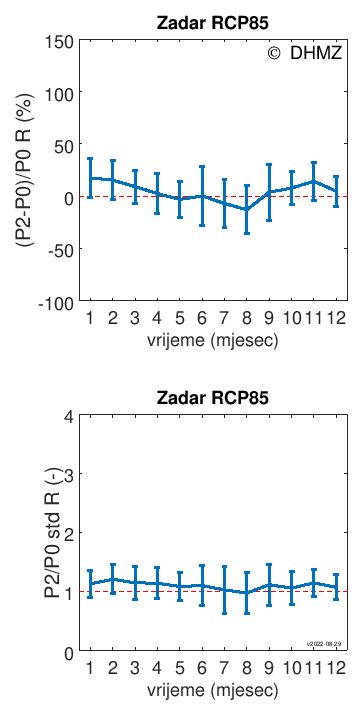 Zadar RCP85
© DHMZ
(P2-P0)/P0 R (%)
150
100
50
0
-50
-100
1 2 3 4 5 6 7 8 9 10 11 12
vrijeme (mjesec)
Zadar RCP85
P2/P0 std R (-)
4
3
2
1
0
v2022-08-29
1 2 3 4 5 6 7 8 9 10 11 12
vrijeme (mjesec)